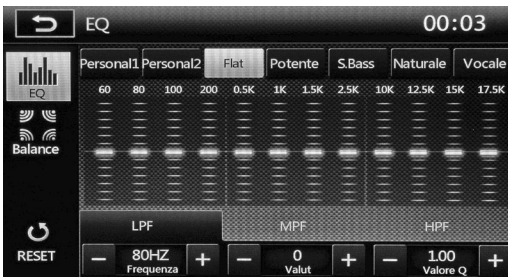 EQ 00:03
Personal1 Personal2 Flat Potente S.Bass Naturale Vocale
EQ
60 80 100 200 0.5K 1K 1.5K 2.5K 10K 12.5K 15K 17.5K
Balance
LPF MPF HPF
RESET
− 80HZ + − 0 + − 1.00 +
Frequenza Valut Valore Q